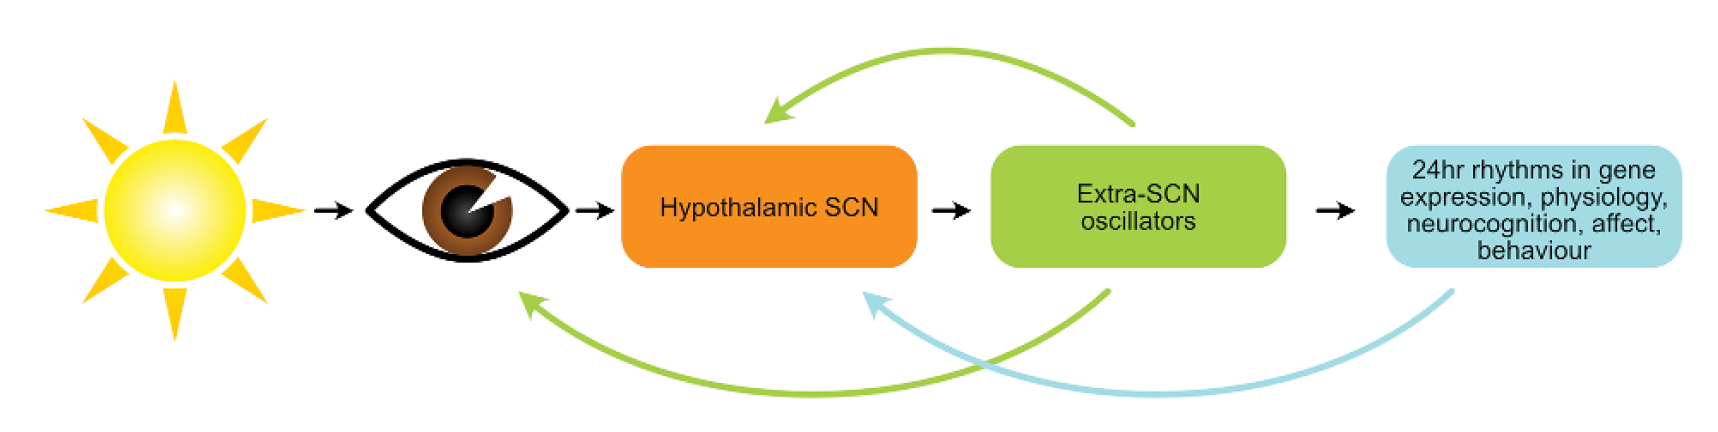 Hypothalamic SCN
Extra-SCN
oscillators
24hr rhythms in gene
expression, physiology,
neurocognition, affect,
behaviour